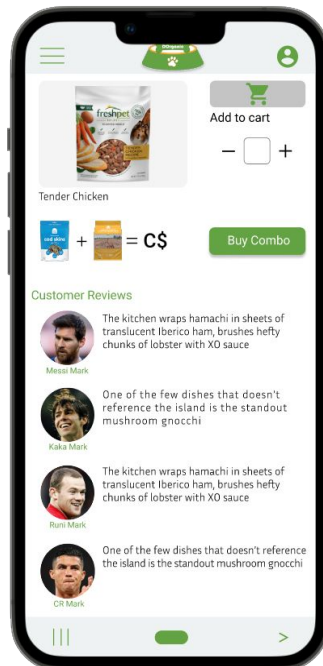 DOrganic
freshpet
Add to cart
− +
Tender Chicken
+ = C$
Buy Combo
Customer Reviews
The kitchen wraps hamachi in sheets of
translucent Iberico ham, brushes hefty
chunks of lobster with XO sauce
Messi Mark
One of the few dishes that doesn't
reference the island is the standout
mushroom gnocchi
Kaka Mark
The kitchen wraps hamachi in sheets of
translucent Iberico ham, brushes hefty
chunks of lobster with XO sauce
Runi Mark
One of the few dishes that doesn't reference
the island is the standout mushroom gnocchi
CR Mark